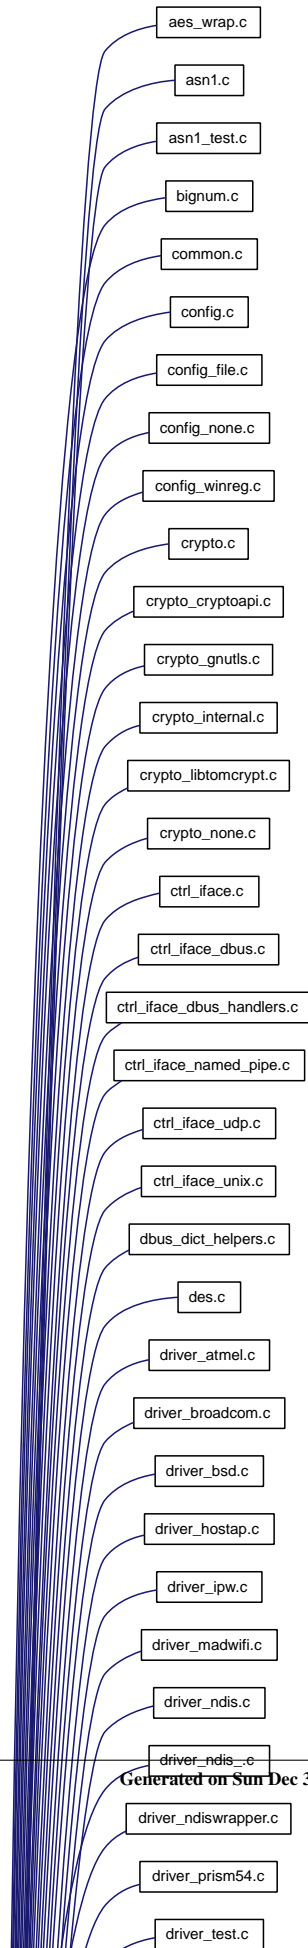 aes_wrap.c
asn1.c
asn1_test.c
bignum.c
common.c
config.c
config_file.c
config_none.c
config_winreg.c
crypto.c
crypto_cryptoapi.c
crypto_gnutls.c
crypto_internal.c
crypto_libtomcrypt.c
crypto_none.c
ctrl_iface.c
ctrl_iface_dbus.c
ctrl_iface_dbus_handlers.c
ctrl_iface_named_pipe.c
ctrl_iface_udp.c
ctrl_iface_unix.c
dbus_dict_helpers.c
des.c
driver_atmel.c
driver_broadcom.c
driver_bsd.c
driver_hostap.c
driver_ipw.c
driver_madwifi.c
driver_ndis.c
driver_ndis_.c
Generated on Sun Dec 3
driver_ndiswrapper.c
driver_prism54.c
driver_test.c